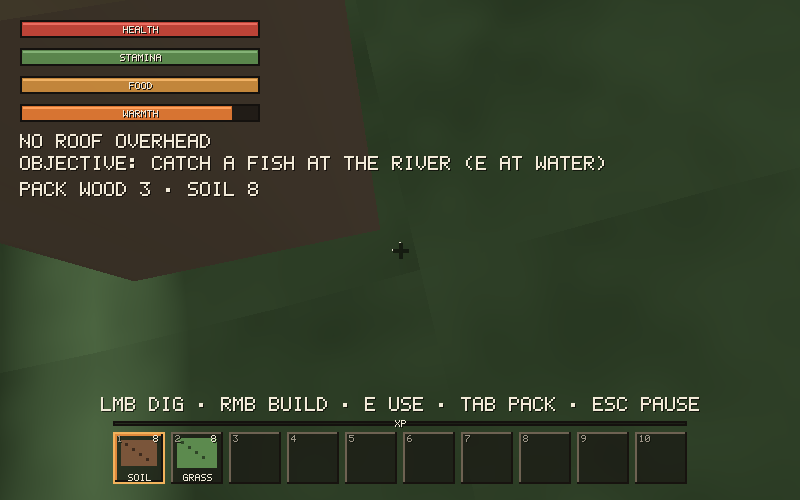 HEALTH
STAMINA
FOOD
WARMTH
NO ROOF OVERHEAD
OBJECTIVE: CATCH A FISH AT THE RIVER (E AT WATER)
PACK WOOD 3 · SOIL 8
LMB DIG · RMB BUILD · E USE · TAB PACK · ESC PAUSE
XP
1 8 2 8 3 4 5 6 7 8 9 10
SOIL GRASS